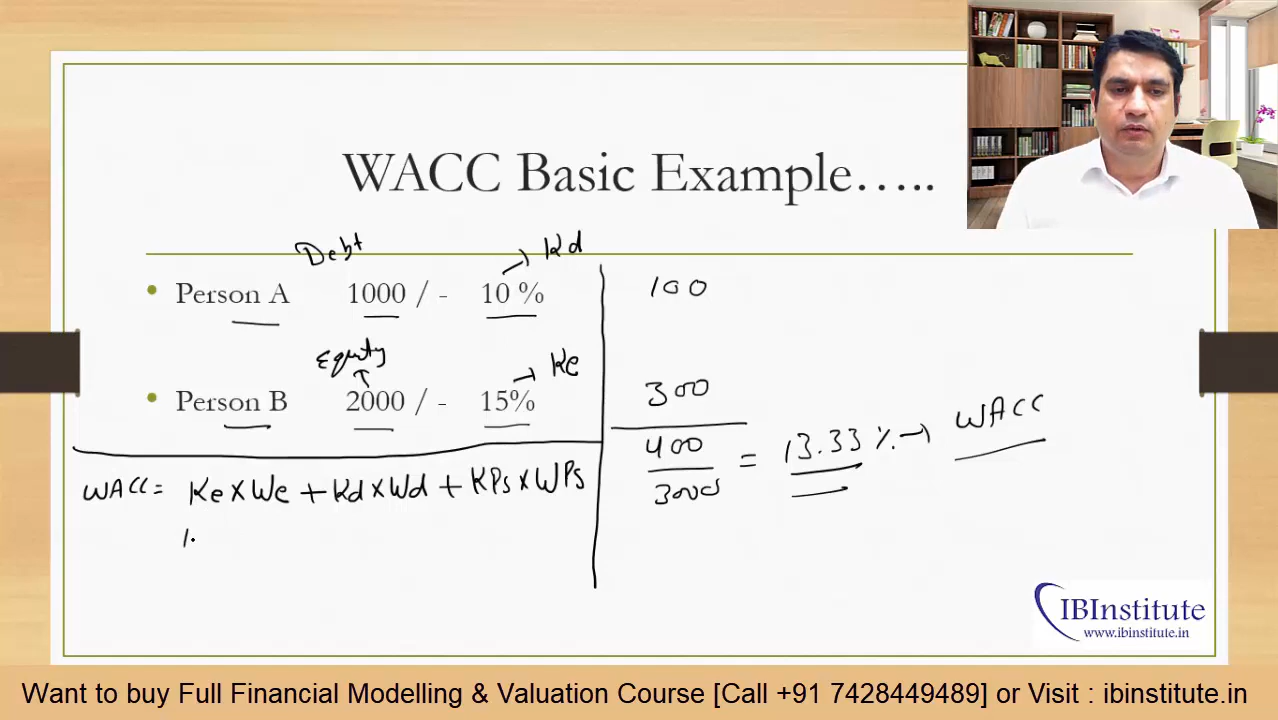 WACC Basic Example.....
Debt
→ Kd
• Person A 1000 / - 10 %
100
Equity
→ Ke
• Person B 2000 / - 15%
300
400 / 3000 = 13.33 % → WACC
WACC = Ke x We + Kd x Wd + KPs x WPs
1.
IBInstitute
www.ibinstitute.in
Want to buy Full Financial Modelling & Valuation Course [Call +91 7428449489] or Visit : ibinstitute.in